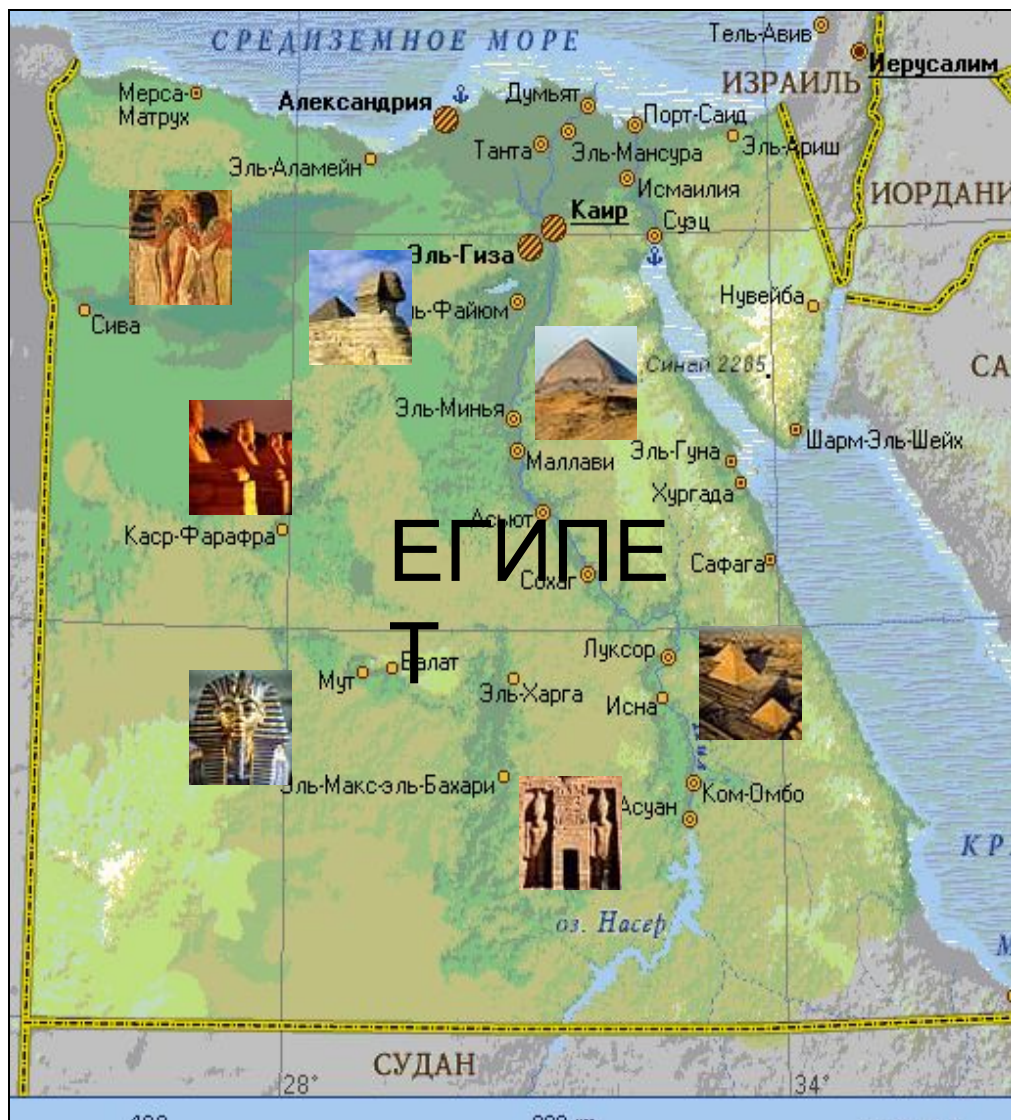 Тель-Авив
СРЕДИЗЕМНОЕ МОРЕ
Иерусалим
ИЗРАИЛЬ
Мерса-
Матрух
Александрия
Думьят
Порт-Саид
Танта
Эль-Мансура
Эль-Ариш
Эль-Аламейн
Исмаилия
ИОРДАНИ
Каир
Суэц
Эль-Гиза
Нувейба
ль-Файюм
Сива
Синай 2285
СА
Эль-Минья
Шарм-Эль-Шейх
Маллави
Эль-Гуна
Хургада
Асьют
Каср-Фарафра
ЕГИПЕ
Т
Сохаг
Сафага
Луксор
Балат
Мут
Эль-Харга
Исна
Эль-Макс-эль-Бахари
Ком-Омбо
Асуан
КР
оз. Насер
М
СУДАН
28°
34°